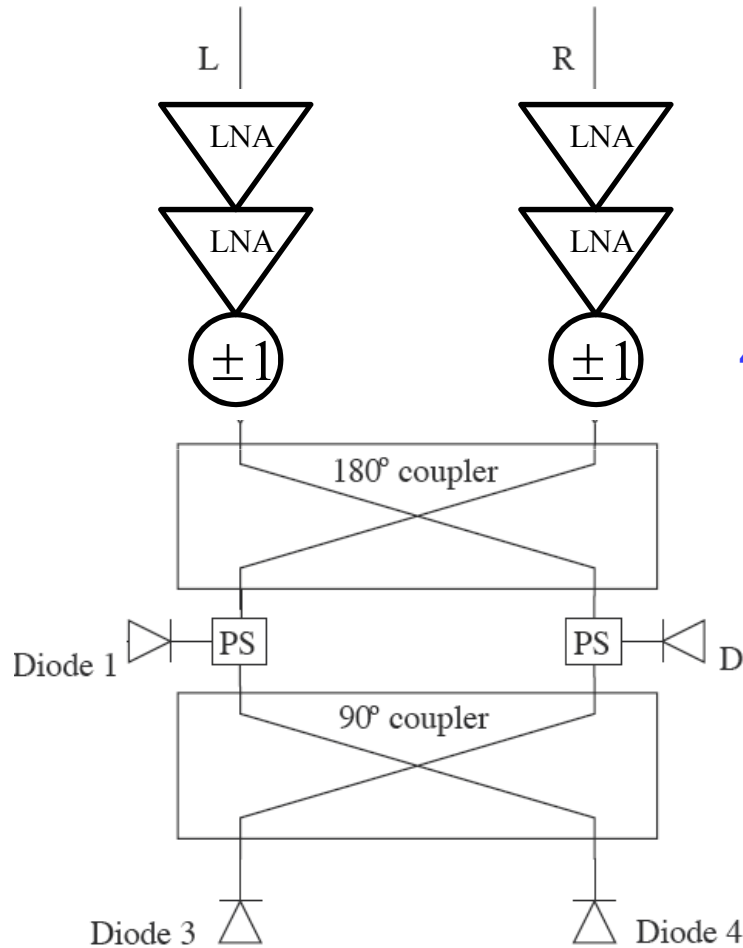 L R
LNA LNA
LNA LNA
±1 ±1
180° coupler
PS PS
Diode 1 D
90° coupler
Diode 3 Diode 4